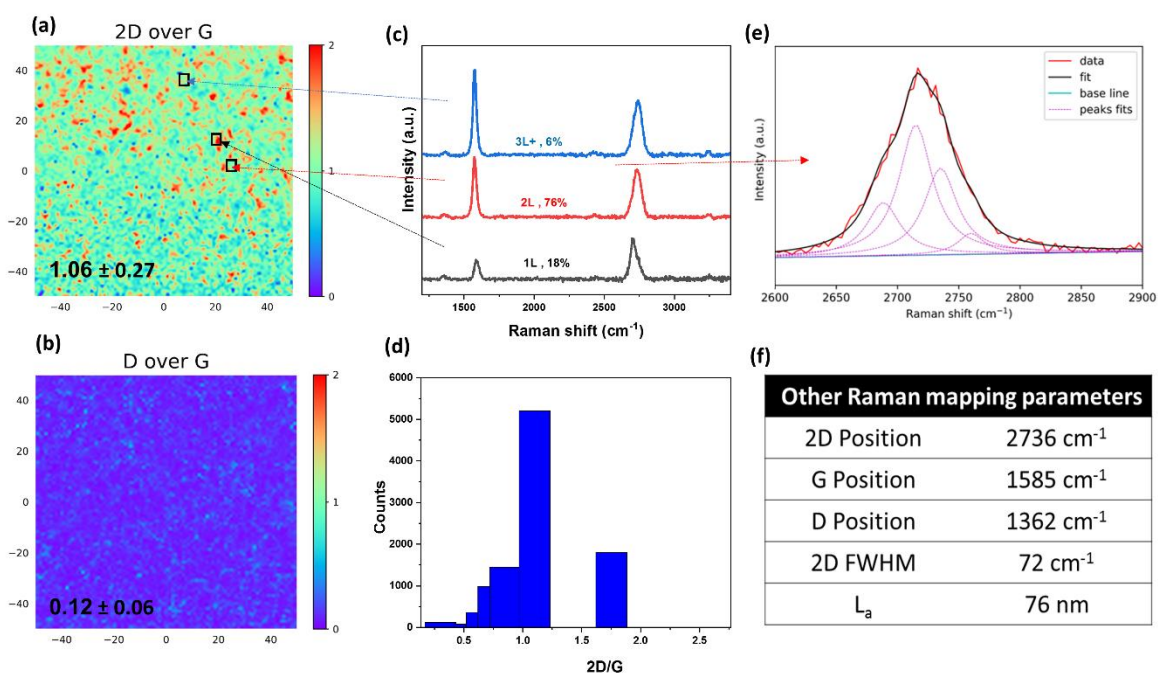 (a)
2D over G
40
20
0
−20
−40
−40
−20
0
20
40
1.06 ± 0.27
2
1
0
(b)
D over G
40
20
0
−20
−40
−40
−20
0
20
40
0.12 ± 0.06
2
1
0
(c)
Intensity (a.u.)
3L+ , 6%
2L , 76%
1L , 18%
1500
2000
2500
3000
Raman shift (cm-1)
(d)
Counts
6000
5000
4000
3000
2000
1000
0
0.5
1.0
1.5
2.0
2.5
2D/G
(e)
Intensity (a.u.)
data
fit
base line
peaks fits
2600
2650
2700
2750
2800
2850
2900
Raman shift (cm−1)
(f)
Other Raman mapping parameters
2D Position 2736 cm-1
G Position 1585 cm-1
D Position 1362 cm-1
2D FWHM 72 cm-1
La 76 nm